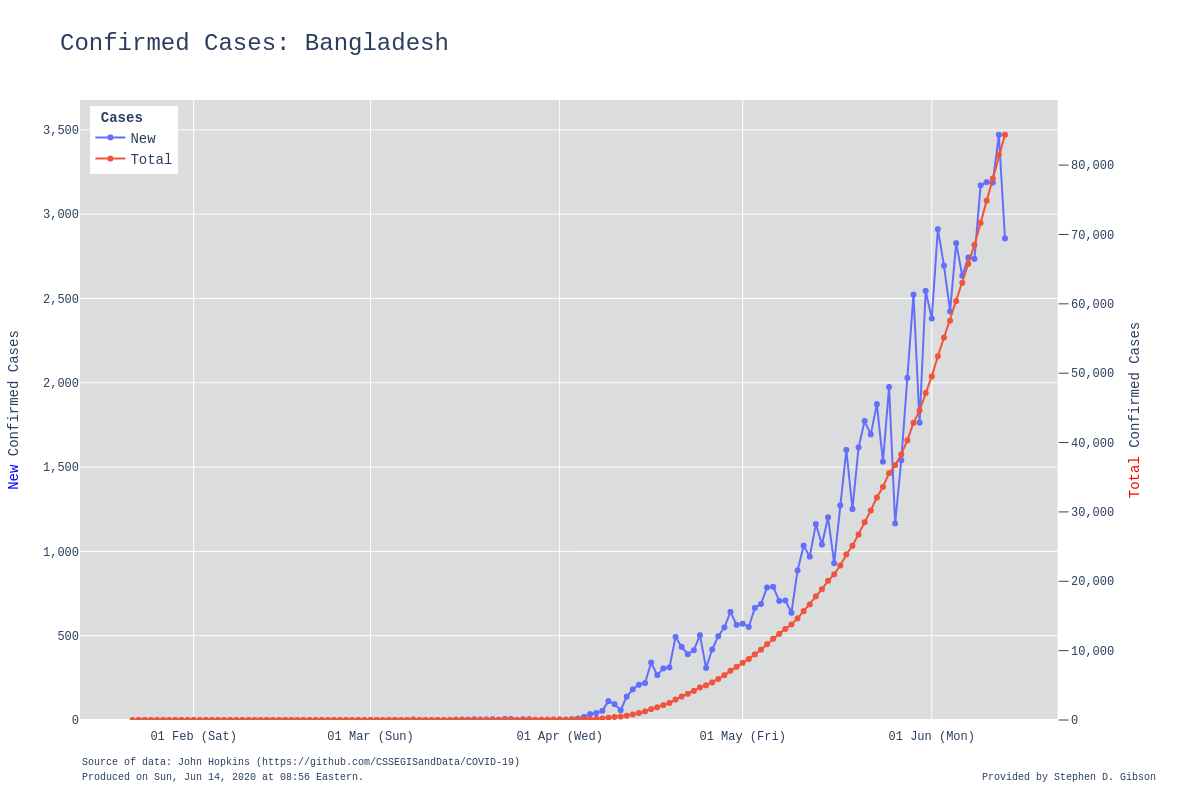 Confirmed Cases: Bangladesh
Cases
New
Total
3,500
3,000
2,500
2,000
1,500
1,000
500
0
80,000
70,000
60,000
50,000
40,000
30,000
20,000
10,000
0
New Confirmed Cases
Total Confirmed Cases
01 Feb (Sat)
01 Mar (Sun)
01 Apr (Wed)
01 May (Fri)
01 Jun (Mon)
Source of data: John Hopkins (https://github.com/CSSEGISandData/COVID-19)
Produced on Sun, Jun 14, 2020 at 08:56 Eastern.
Provided by Stephen D. Gibson